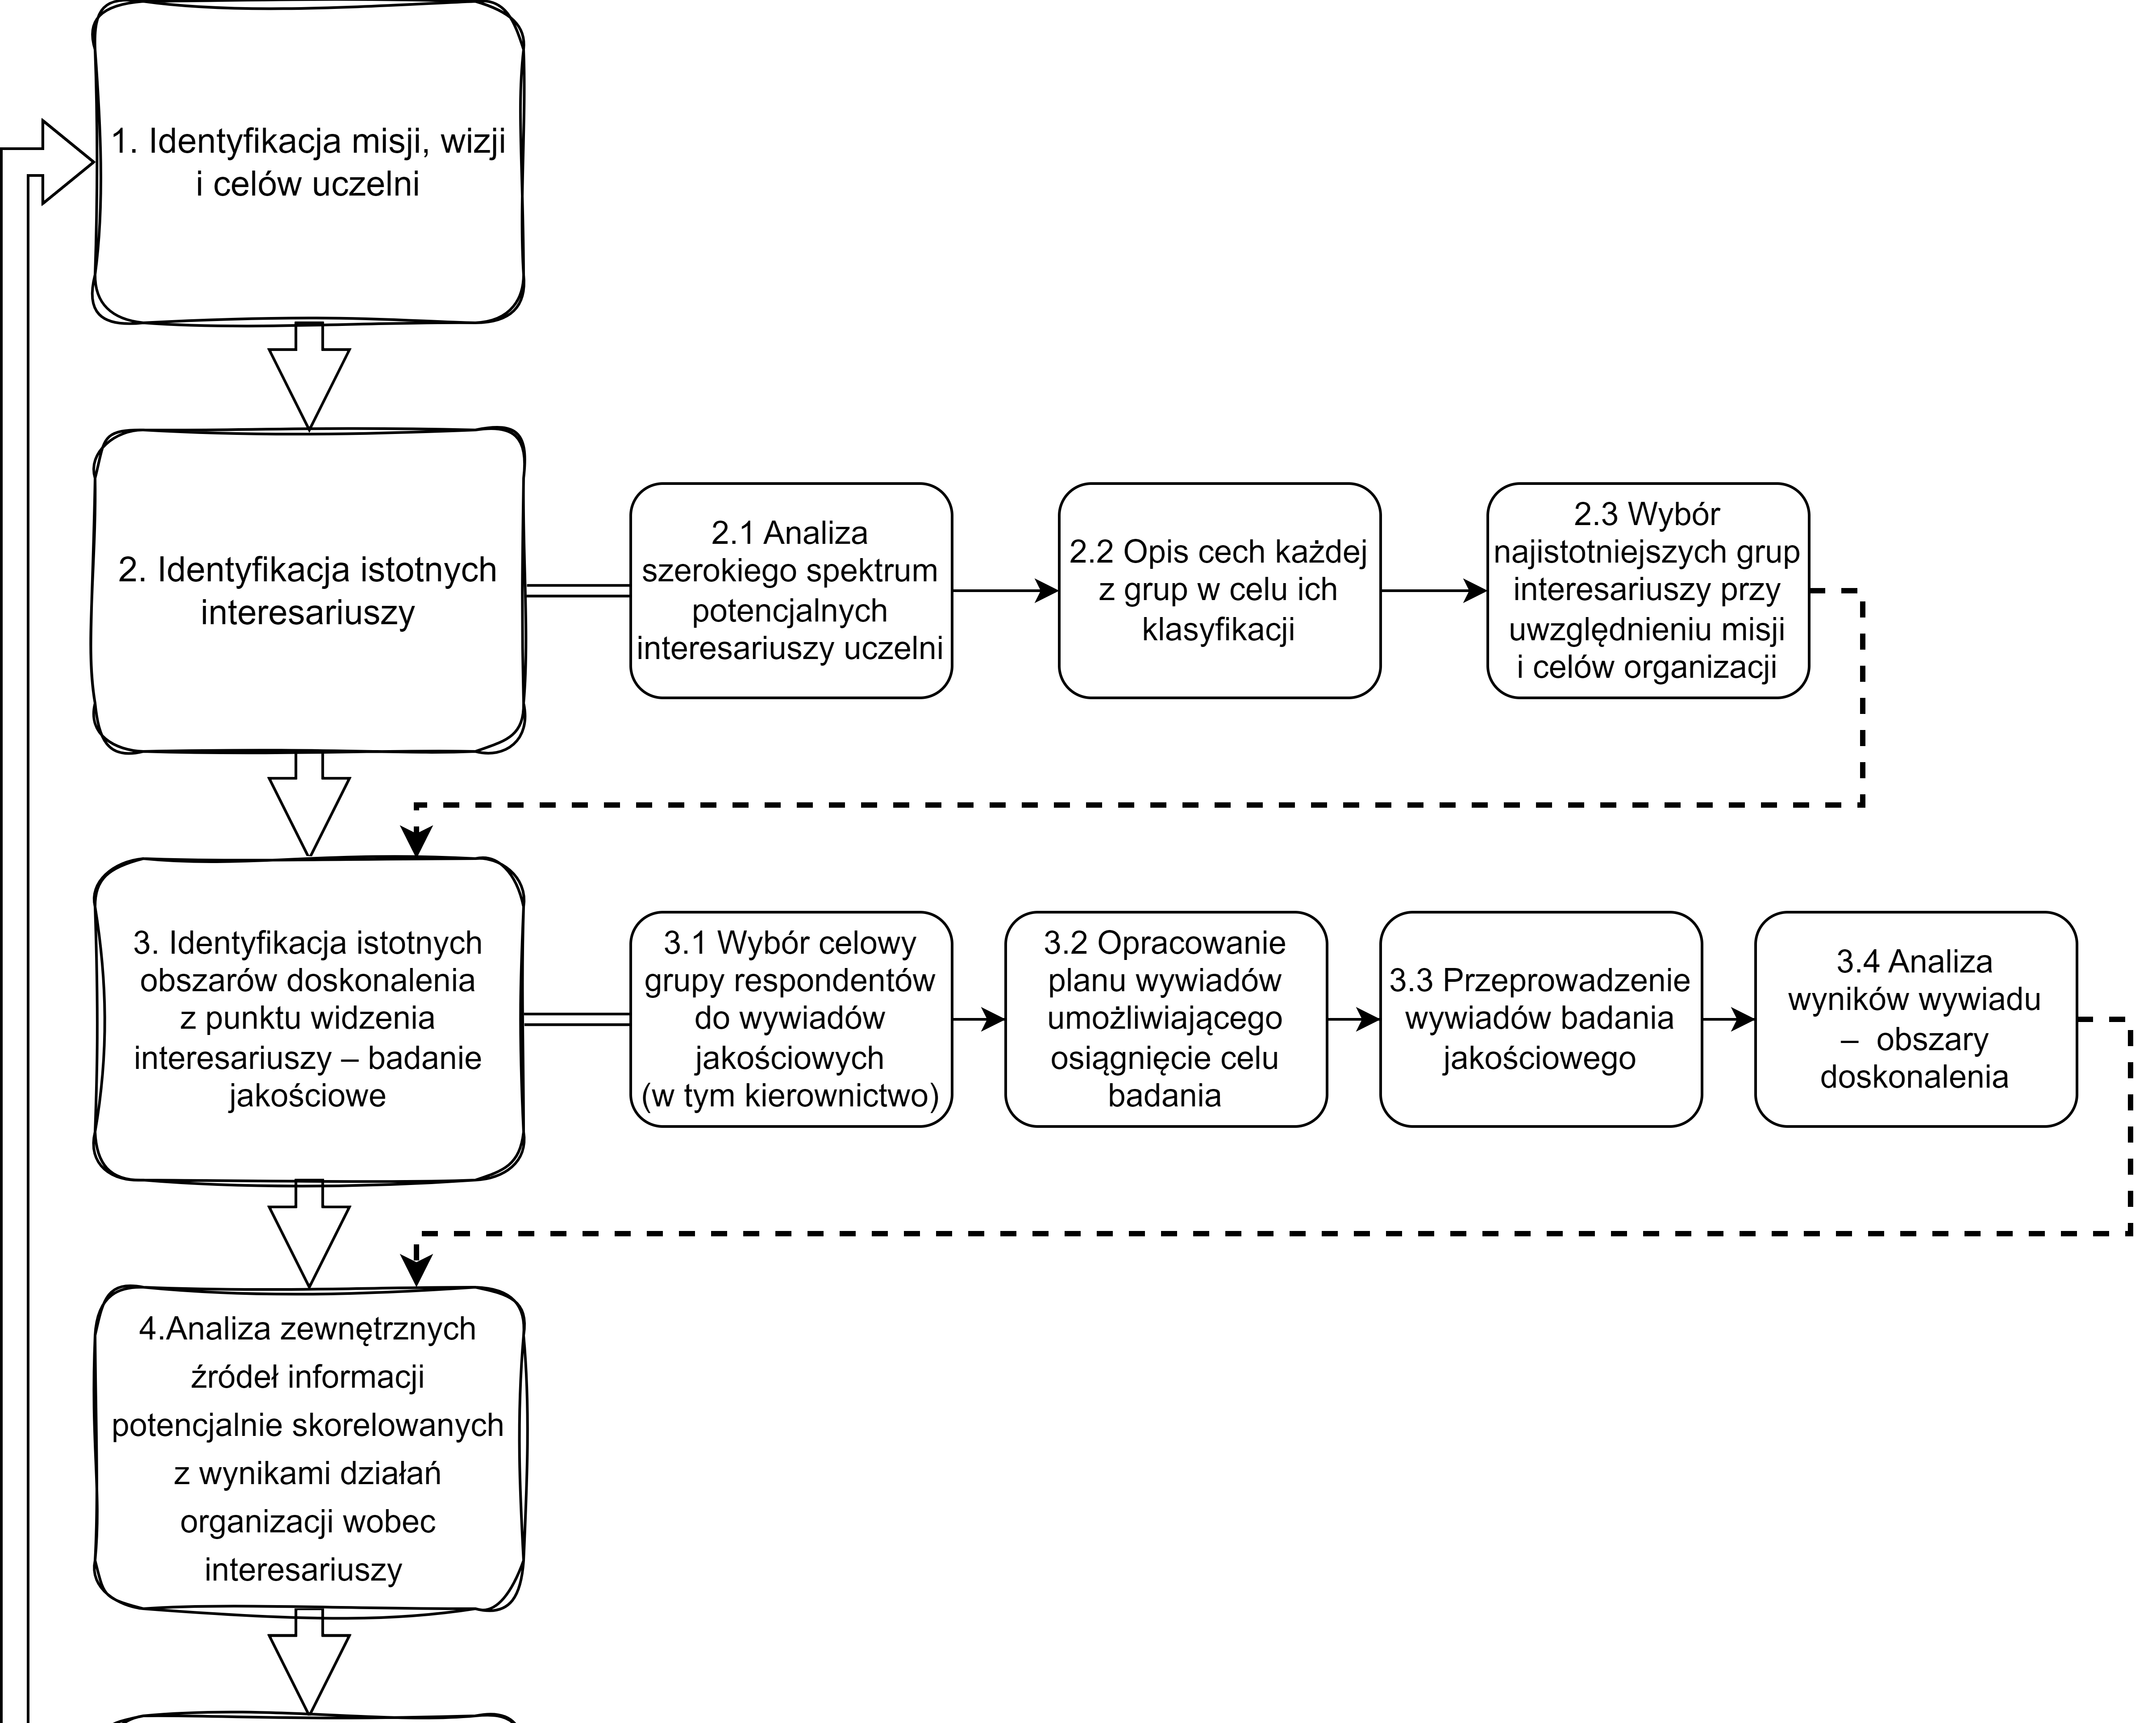 1. Identyfikacja misji, wizji
i celów uczelni
2. Identyfikacja istotnych
interesariuszy
2.1 Analiza
szerokiego spektrum
potencjalnych
interesariuszy uczelni
2.2 Opis cech każdej
z grup w celu ich
klasyfikacji
2.3 Wybór
najistotniejszych grup
interesariuszy przy
uwzględnieniu misji
i celów organizacji
3. Identyfikacja istotnych
obszarów doskonalenia
z punktu widzenia
interesariuszy – badanie
jakościowe
3.1 Wybór celowy
grupy respondentów
do wywiadów
jakościowych
(w tym kierownictwo)
3.2 Opracowanie
planu wywiadów
umożliwiającego
osiągnięcie celu
badania
3.3 Przeprowadzenie
wywiadów badania
jakościowego
3.4 Analiza
wyników wywiadu
– obszary
doskonalenia
4.Analiza zewnętrznych
źródeł informacji
potencjalnie skorelowanych
z wynikami działań
organizacji wobec
interesariuszy